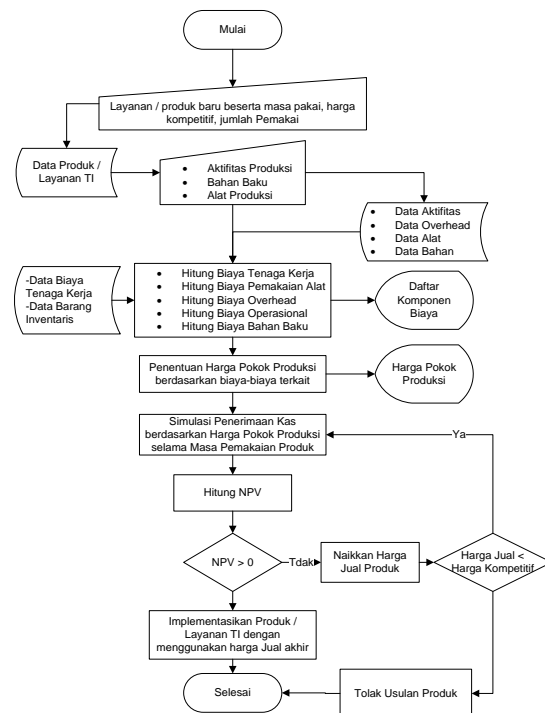 Mulai
Layanan / produk baru beserta masa pakai, harga
kompetitif, jumlah Pemakai
Data Produk /
Layanan TI
• Aktifitas Produksi
• Bahan Baku
• Alat Produksi
• Data Aktifitas
• Data Overhead
• Data Alat
• Data Bahan
-Data Biaya
Tenaga Kerja
-Data Barang
Inventaris
• Hitung Biaya Tenaga Kerja
• Hitung Biaya Pemakaian Alat
• Hitung Biaya Overhead
• Hitung Biaya Operasional
• Hitung Biaya Bahan Baku
Daftar
Komponen
Biaya
Penentuan Harga Pokok Produksi
berdasarkan biaya-biaya terkait
Harga Pokok
Produksi
Simulasi Penerimaan Kas
berdasarkan Harga Pokok Produksi
selama Masa Pemakaian Produk
Ya
Hitung NPV
NPV > 0
Tdak
Naikkan Harga
Jual Produk
Harga Jual <
Harga Kompetitif
Implementasikan Produk /
Layanan TI dengan
menggunakan harga Jual akhir
Selesai
Tolak Usulan Produk